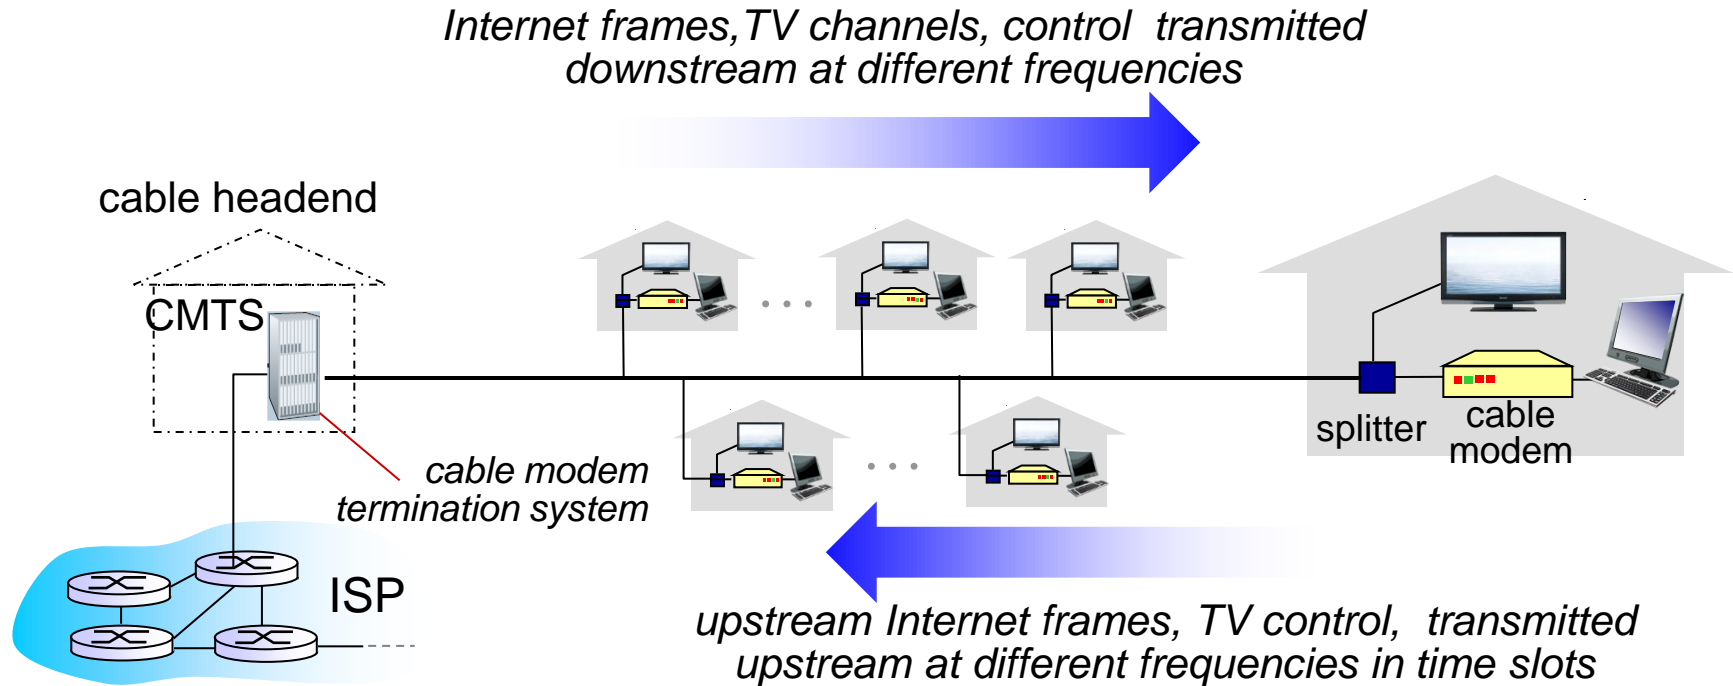 Internet frames,TV channels, control  transmitted
downstream at different frequencies
cable headend
CMTS
splitter
cable
modem
cable modem
termination system
ISP
upstream Internet frames, TV control,  transmitted
upstream at different frequencies in time slots